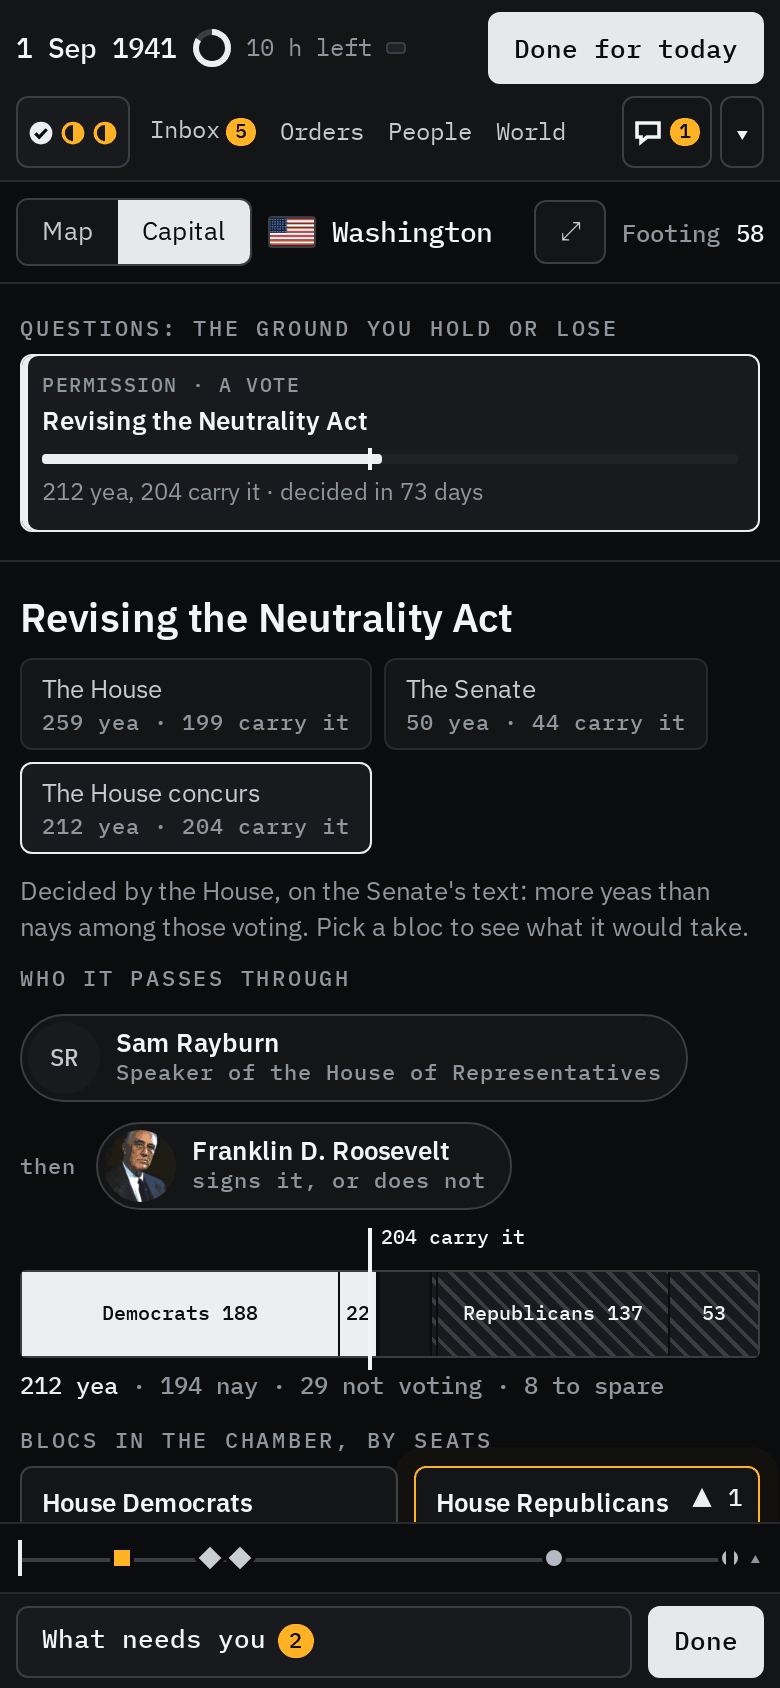 1 Sep 1941 10 h left Done for today
Inbox 5 Orders People World 1
Map Capital Washington Footing 58
QUESTIONS: THE GROUND YOU HOLD OR LOSE
PERMISSION · A VOTE
Revising the Neutrality Act
212 yea, 204 carry it · decided in 73 days
Revising the Neutrality Act
The House The Senate
259 yea · 199 carry it 50 yea · 44 carry it
The House concurs
212 yea · 204 carry it
Decided by the House, on the Senate's text: more yeas than
nays among those voting. Pick a bloc to see what it would take.
WHO IT PASSES THROUGH
SR Sam Rayburn
Speaker of the House of Representatives
then Franklin D. Roosevelt
signs it, or does not
204 carry it
Democrats 188 22 Republicans 137 53
212 yea · 194 nay · 29 not voting · 8 to spare
BLOCS IN THE CHAMBER, BY SEATS
House Democrats House Republicans ▲ 1
What needs you 2 Done